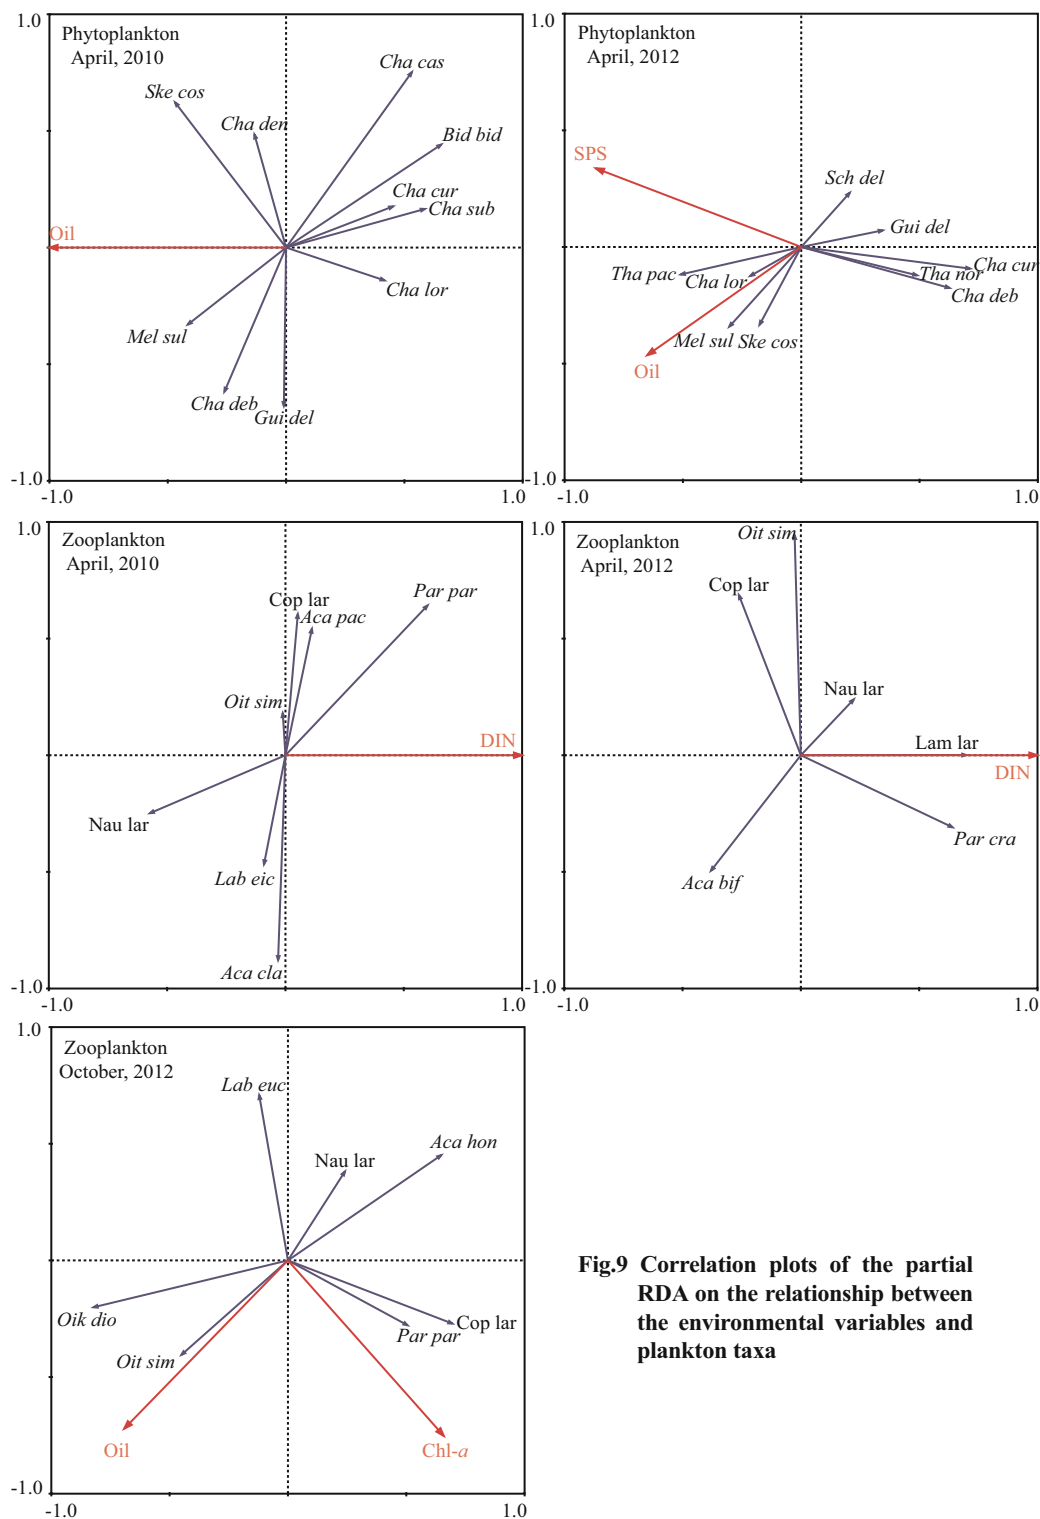 1.0
Phytoplankton
April, 2010
Cha cas
Ske cos
Cha den
Bid bid
Cha cur
Cha sub
Oil
Cha lor
Mel sul
Cha deb
Gui del
-1.0
-1.0
1.0
1.0
Phytoplankton
April, 2012
SPS
Sch del
Gui del
Cha cur
Tha pac
Cha lor
Tha nor
Cha deb
Mel sul
Ske cos
Oil
-1.0
-1.0
1.0
1.0
Zooplankton
April, 2010
Cop lar
Par par
Aca pac
Oit sim
DIN
Nau lar
Lab eic
Aca cla
-1.0
-1.0
1.0
1.0
Oit sim
Zooplankton
April, 2012
Cop lar
Nau lar
Lam lar
DIN
Par cra
Aca bif
-1.0
-1.0
1.0
1.0
Zooplankton
October, 2012
Lab euc
Aca hon
Nau lar
Oik dio
Cop lar
Par par
Oit sim
Oil
Chl-a
-1.0
-1.0
1.0
Fig.9 Correlation plots of the partial
RDA on the relationship between
the environmental variables and
plankton taxa